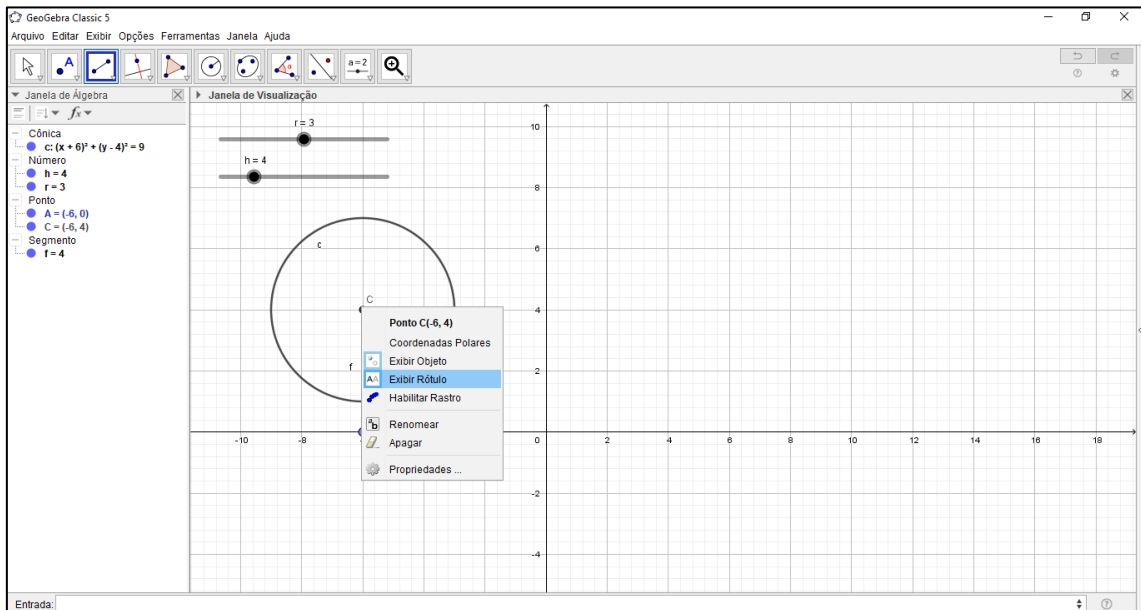 GeoGebra Classic 5
Arquivo Editar Exibir Opções Ferramentas Janela Ajuda
A
a = 2
Janela de Álgebra
Janela de Visualização
fx
Cônica
c: (x + 6)² + (y - 4)² = 9
Número
h = 4
r = 3
Ponto
A = (-6, 0)
C = (-6, 4)
Segmento
f = 4
r = 3
h = 4
10
8
6
4
2
0
-2
-4
-10
-8
2
4
6
8
10
12
14
16
18
c
C
f
Ponto C(-6, 4)
Coordenadas Polares
Exibir Objeto
AA Exibir Rótulo
Habilitar Rastro
ab Renomear
Apagar
Propriedades ...
Entrada: